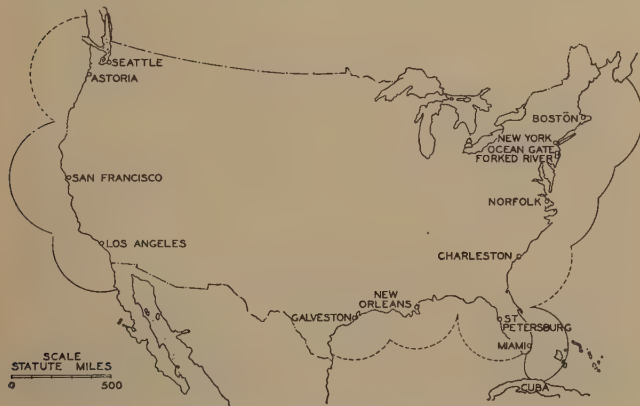 SEATTLE
ASTORIA
BOSTON
NEW YORK
OCEAN GATE
FORKED RIVER
SAN FRANCISCO
NORFOLK
LOS ANGELES
CHARLESTON
NEW
ORLEANS
GALVESTON
ST.
PETERSBURG
MIAMI
SCALE
STATUTE MILES
0 500
CUBA